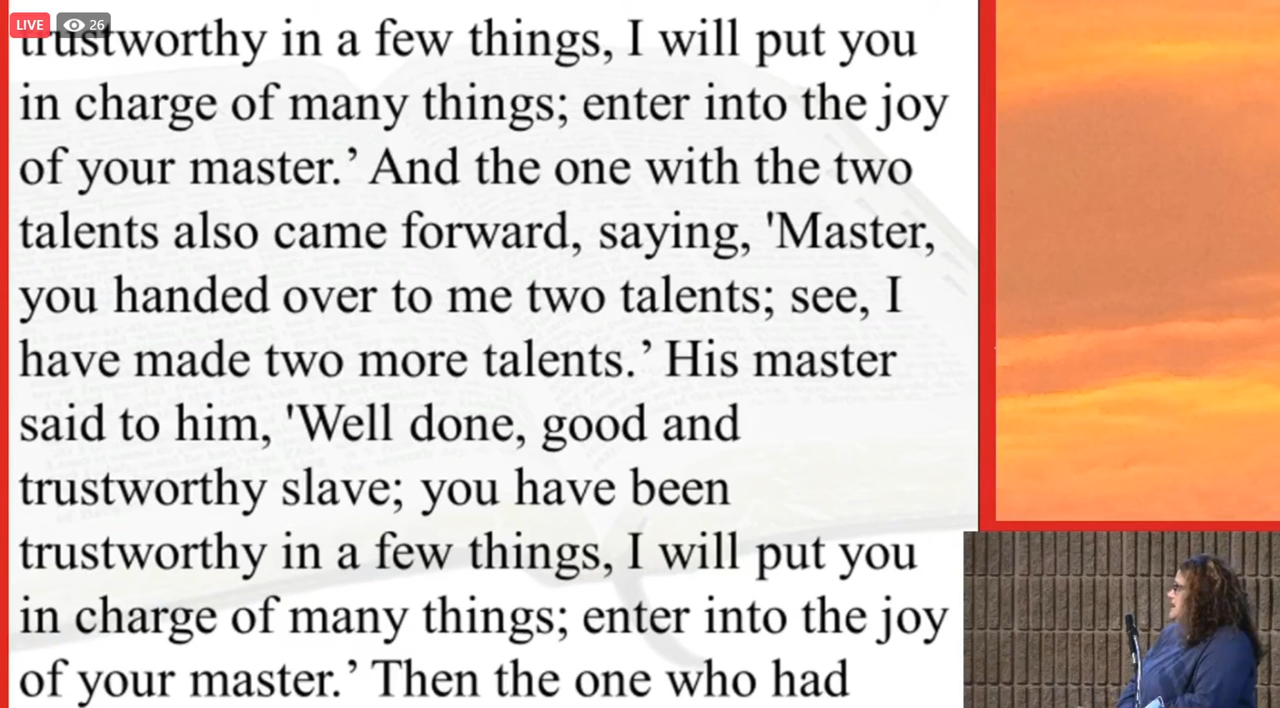 LIVE 26
trustworthy in a few things, I will put you
in charge of many things; enter into the joy
of your master.’ And the one with the two
talents also came forward, saying, 'Master,
you handed over to me two talents; see, I
have made two more talents.’ His master
said to him, 'Well done, good and
trustworthy slave; you have been
trustworthy in a few things, I will put you
in charge of many things; enter into the joy
of your master.’ Then the one who had